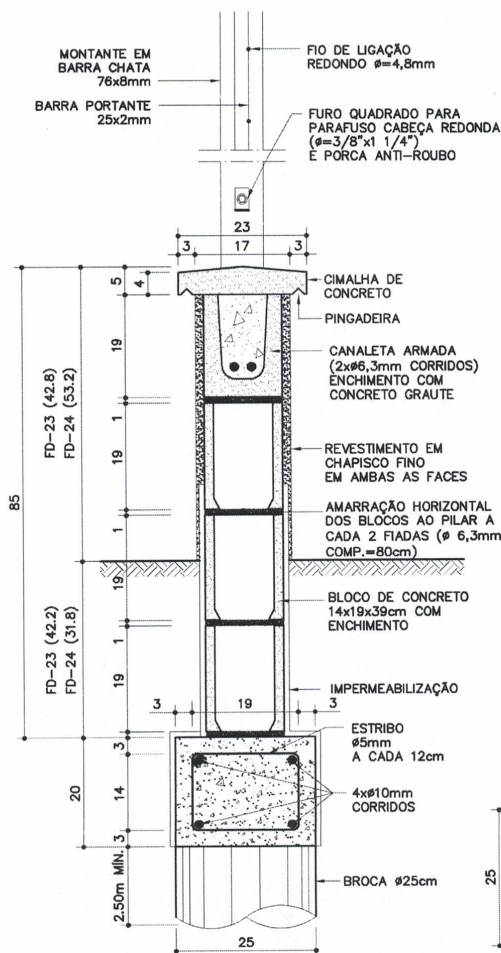 MONTANTE EM
BARRA CHATA
76x8mm
BARRA PORTANTE
25x2mm
FIO DE LIGAÇÃO
REDONDO ø=4,8mm
FURO QUADRADO PARA
PARAFUSO CABEÇA REDONDA
(ø=3/8"x1 1/4")
E PORCA ANTI-ROUBO
23
3 17 3
5 4
CIMALHA DE
CONCRETO
PINGADEIRA
19
CANALETA ARMADA
(2xø6,3mm CORRIDOS)
ENCHIMENTO COM
CONCRETO GRAUTE
1
FD-23 (42.8)
FD-24 (53.2)
19
REVESTIMENTO EM
CHAPISCO FINO
EM AMBAS AS FACES
85
1
AMARRAÇÃO HORIZONTAL
DOS BLOCOS AO PILAR A
CADA 2 FIADAS (ø 6,3mm
COMP.=80cm)
19
BLOCO DE CONCRETO
14x19x39cm COM
ENCHIMENTO
1
FD-23 (42.2)
FD-24 (31.8)
19
IMPERMEABILIZAÇÃO
3 19 3
ESTRIBO
ø5mm
A CADA 12cm
3
20
14
4xø10mm
CORRIDOS
3
2.50m MÍN.
BROCA ø25cm
25
25